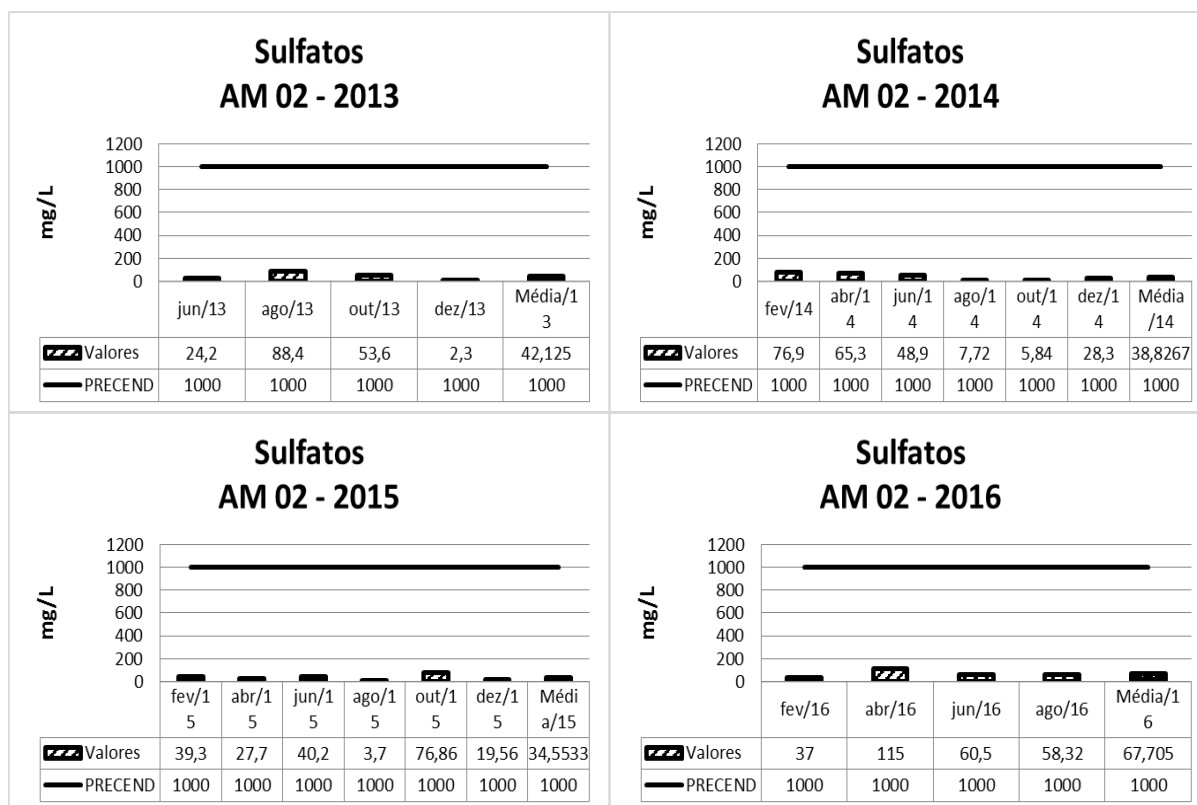 Sulfatos
AM 02 - 2013
mg/L
1200
1000
800
600
400
200
0
jun/13 ago/13 out/13 dez/13 Média/1
3
Valores 24,2 88,4 53,6 2,3 42,125
PRECEND 1000 1000 1000 1000 1000
Sulfatos
AM 02 - 2014
mg/L
1200
1000
800
600
400
200
0
fev/14 abr/1 jun/1 ago/1 out/1 dez/1 Média
4 4 4 4 4 /14
Valores 76,9 65,3 48,9 7,72 5,84 28,3 38,8267
PRECEND 1000 1000 1000 1000 1000 1000 1000
Sulfatos
AM 02 - 2015
mg/L
1200
1000
800
600
400
200
0
fev/1 abr/1 jun/1 ago/1 out/1 dez/1 Médi
5 5 5 5 5 5 a/15
Valores 39,3 27,7 40,2 3,7 76,86 19,56 34,5533
PRECEND 1000 1000 1000 1000 1000 1000 1000
Sulfatos
AM 02 - 2016
mg/L
1200
1000
800
600
400
200
0
fev/16 abr/16 jun/16 ago/16 Média/1
6
Valores 37 115 60,5 58,32 67,705
PRECEND 1000 1000 1000 1000 1000